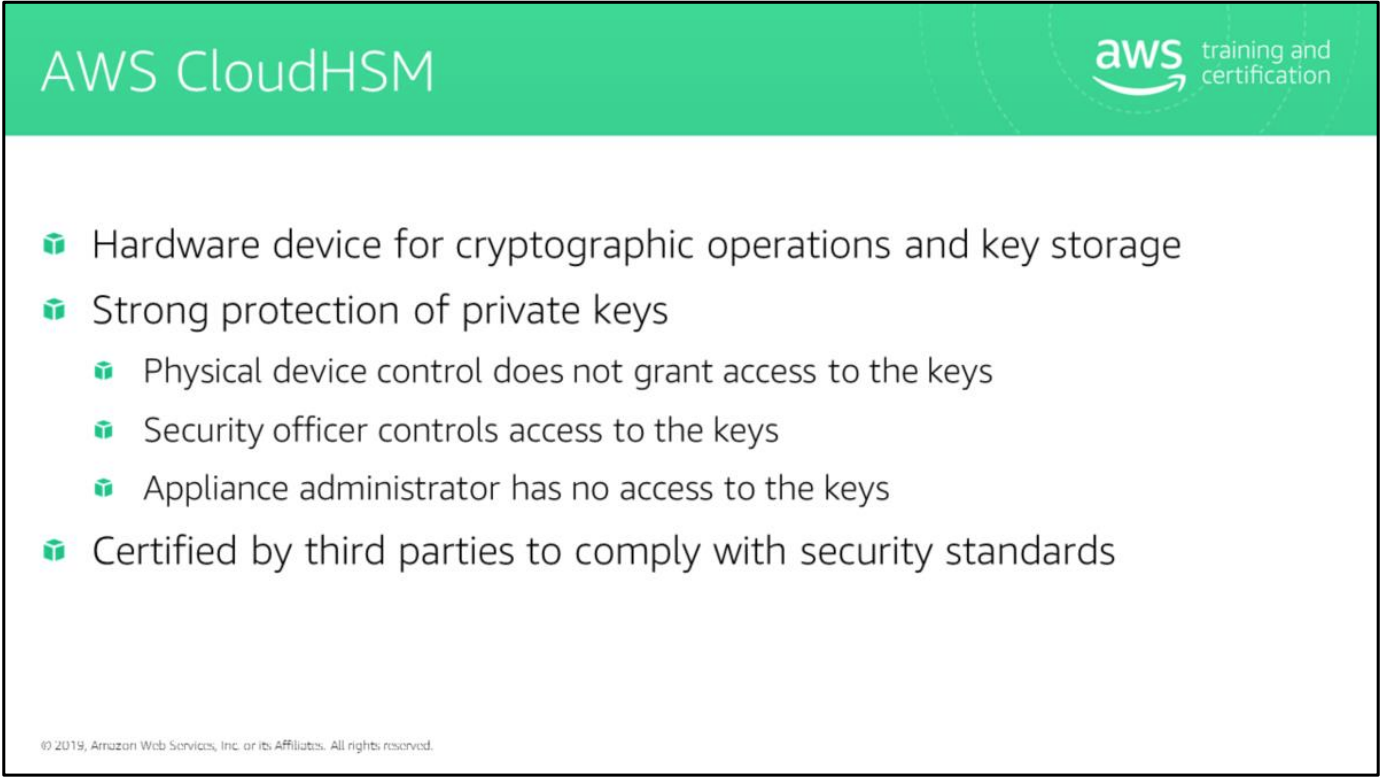 AWS CloudHSM
aws training and
certification
Hardware device for cryptographic operations and key storage
Strong protection of private keys
Physical device control does not grant access to the keys
Security officer controls access to the keys
Appliance administrator has no access to the keys
Certified by third parties to comply with security standards
© 2019, Amazon Web Services, Inc. or its Affiliates. All rights reserved.